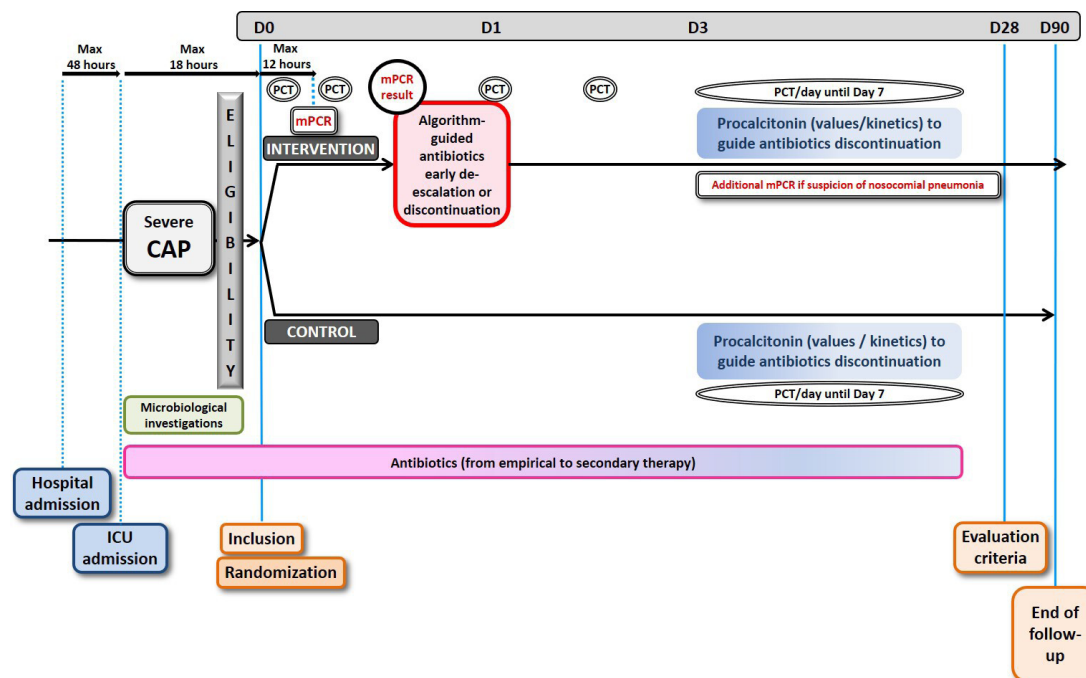 D0
D1
D3
D28
D90
Max
48 hours
Max
18 hours
Max
12 hours
PCT
PCT
mPCR
result
PCT
PCT
PCT/day until Day 7
mPCR
E
L
I
G
I
B
I
L
I
T
Y
INTERVENTION
Algorithm-
guided
antibiotics
early de-
escalation or
discontinuation
Procalcitonin (values/kinetics) to
guide antibiotics discontinuation
Additional mPCR if suspicion of nosocomial pneumonia
Severe
CAP
CONTROL
Procalcitonin (values / kinetics) to
guide antibiotics discontinuation
PCT/day until Day 7
Microbiological
investigations
Antibiotics (from empirical to secondary therapy)
Hospital
admission
ICU
admission
Inclusion
Randomization
Evaluation
criteria
End of
follow-
up